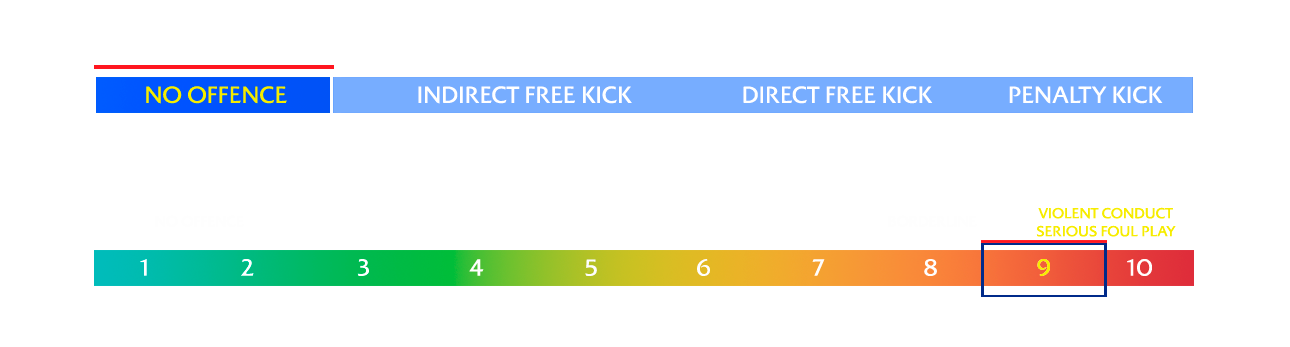 NO OFFENCE INDIRECT FREE KICK DIRECT FREE KICK PENALTY KICK
VIOLENT CONDUCT
SERIOUS FOUL PLAY
1 2 3 4 5 6 7 8 9 10